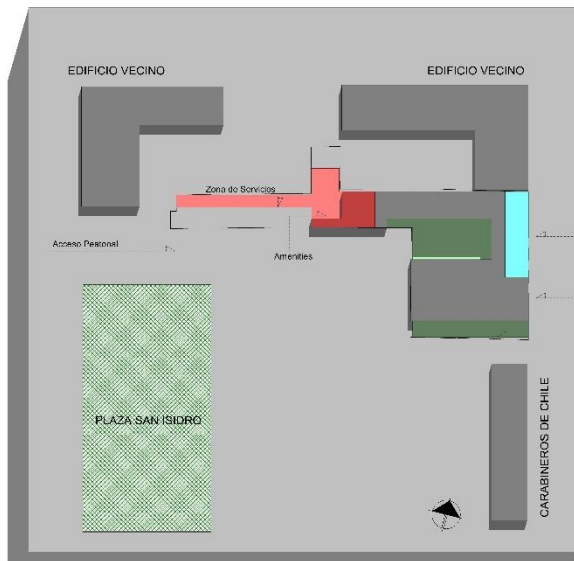 EDIFICIO VECINO
EDIFICIO VECINO
Zona de Servicios
Acceso Peatonal
Amenities
PLAZA SAN ISIDRO
CARABINEROS DE CHILE